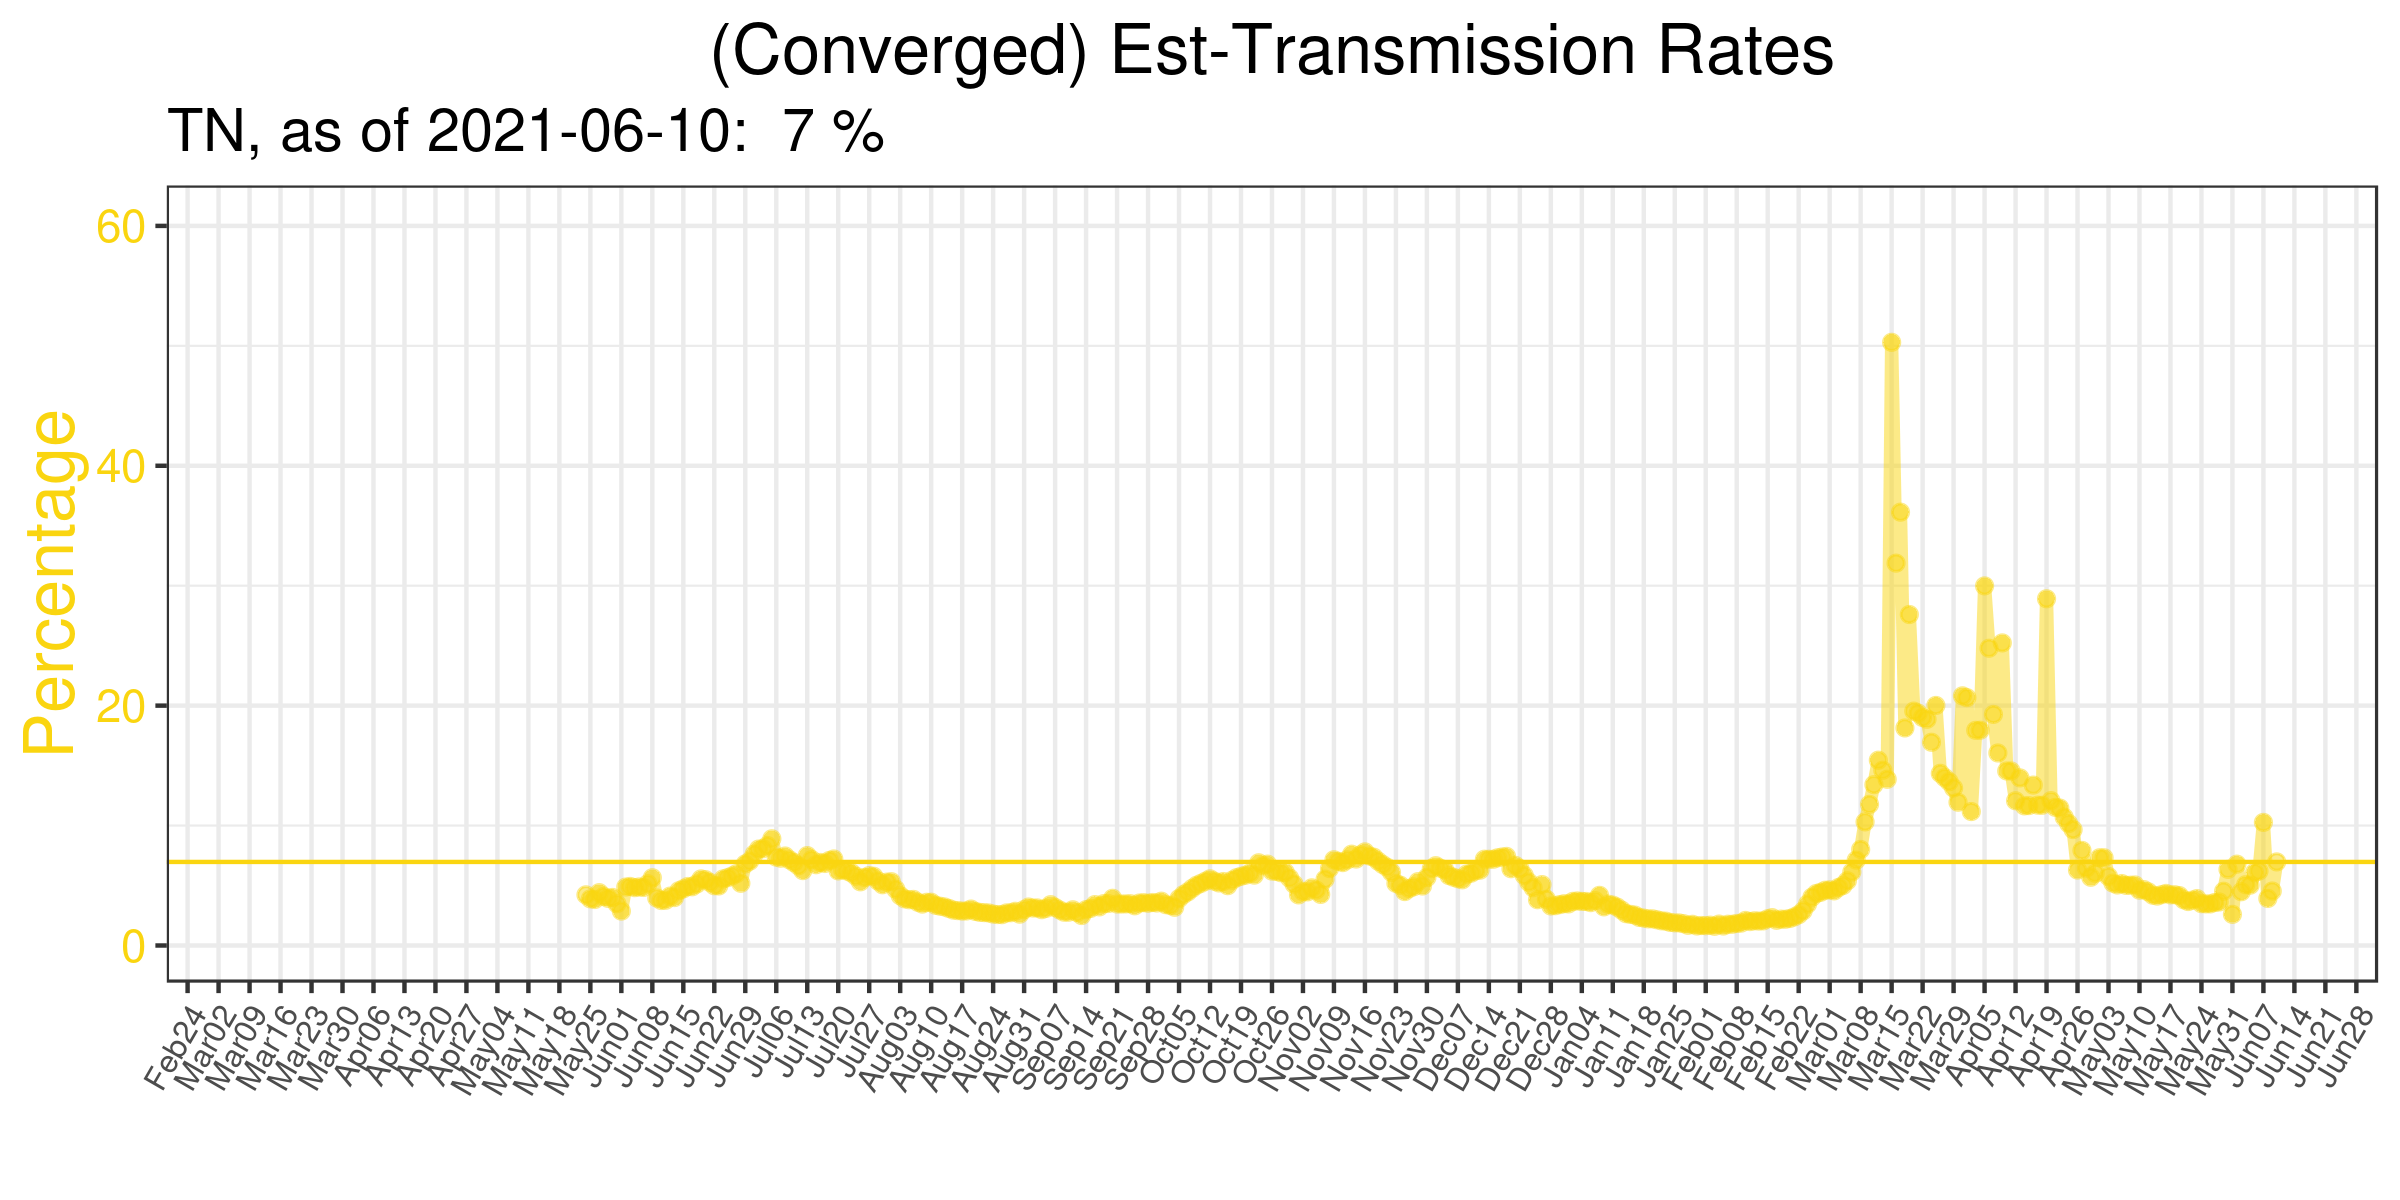 (Converged) Est-Transmission Rates
TN, as of 2021-06-10:  7 %
Percentage
60
40
20
0
Feb24
Mar02
Mar09
Mar16
Mar23
Mar30
Apr06
Apr13
Apr20
Apr27
May04
May11
May18
May25
Jun01
Jun08
Jun15
Jun22
Jun29
Jul06
Jul13
Jul20
Jul27
Aug03
Aug10
Aug17
Aug24
Aug31
Sep07
Sep14
Sep21
Sep28
Oct05
Oct12
Oct19
Oct26
Nov02
Nov09
Nov16
Nov23
Nov30
Dec07
Dec14
Dec21
Dec28
Jan04
Jan11
Jan18
Jan25
Feb01
Feb08
Feb15
Feb22
Mar01
Mar08
Mar15
Mar22
Mar29
Apr05
Apr12
Apr19
Apr26
May03
May10
May17
May24
May31
Jun07
Jun14
Jun21
Jun28